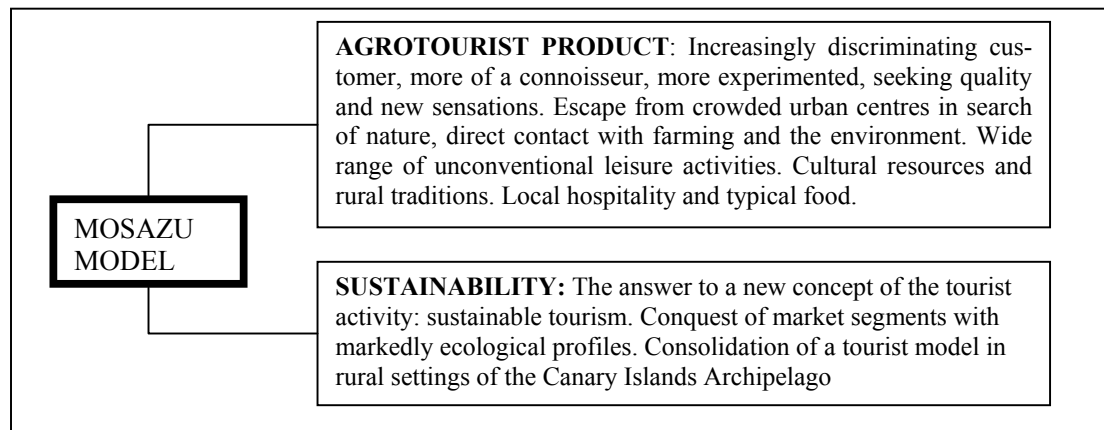 AGROTOURIST PRODUCT: Increasingly discriminating cus-
tomer, more of a connoisseur, more experimented, seeking quality
and new sensations. Escape from crowded urban centres in search
of nature, direct contact with farming and the environment. Wide
range of unconventional leisure activities. Cultural resources and
rural traditions. Local hospitality and typical food.
MOSAZU
MODEL
SUSTAINABILITY: The answer to a new concept of the tourist
activity: sustainable tourism. Conquest of market segments with
markedly ecological profiles. Consolidation of a tourist model in
rural settings of the Canary Islands Archipelago